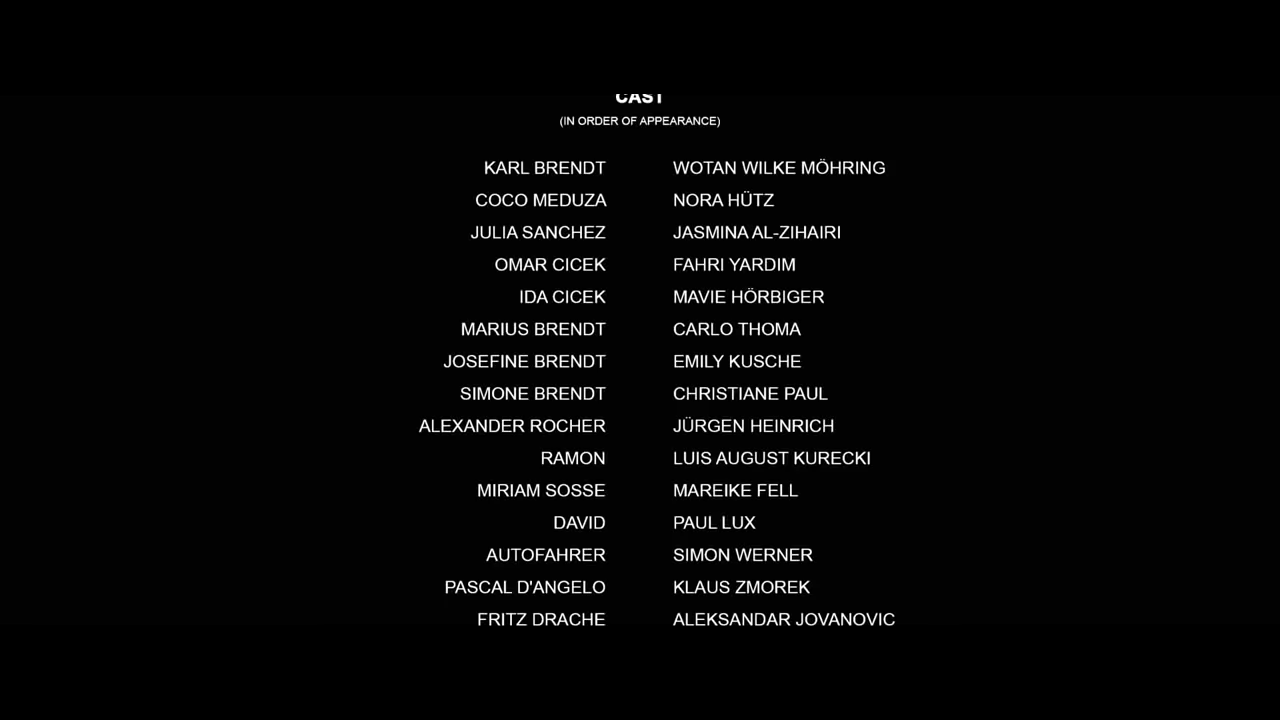 CAST
(IN ORDER OF APPEARANCE)
KARL BRENDT WOTAN WILKE MÖHRING
COCO MEDUZA NORA HÜTZ
JULIA SANCHEZ JASMINA AL-ZIHAIRI
OMAR CICEK FAHRI YARDIM
IDA CICEK MAVIE HÖRBIGER
MARIUS BRENDT CARLO THOMA
JOSEFINE BRENDT EMILY KUSCHE
SIMONE BRENDT CHRISTIANE PAUL
ALEXANDER ROCHER JÜRGEN HEINRICH
RAMON LUIS AUGUST KURECKI
MIRIAM SOSSE MAREIKE FELL
DAVID PAUL LUX
AUTOFAHRER SIMON WERNER
PASCAL D'ANGELO KLAUS ZMOREK
FRITZ DRACHE ALEKSANDAR JOVANOVIC